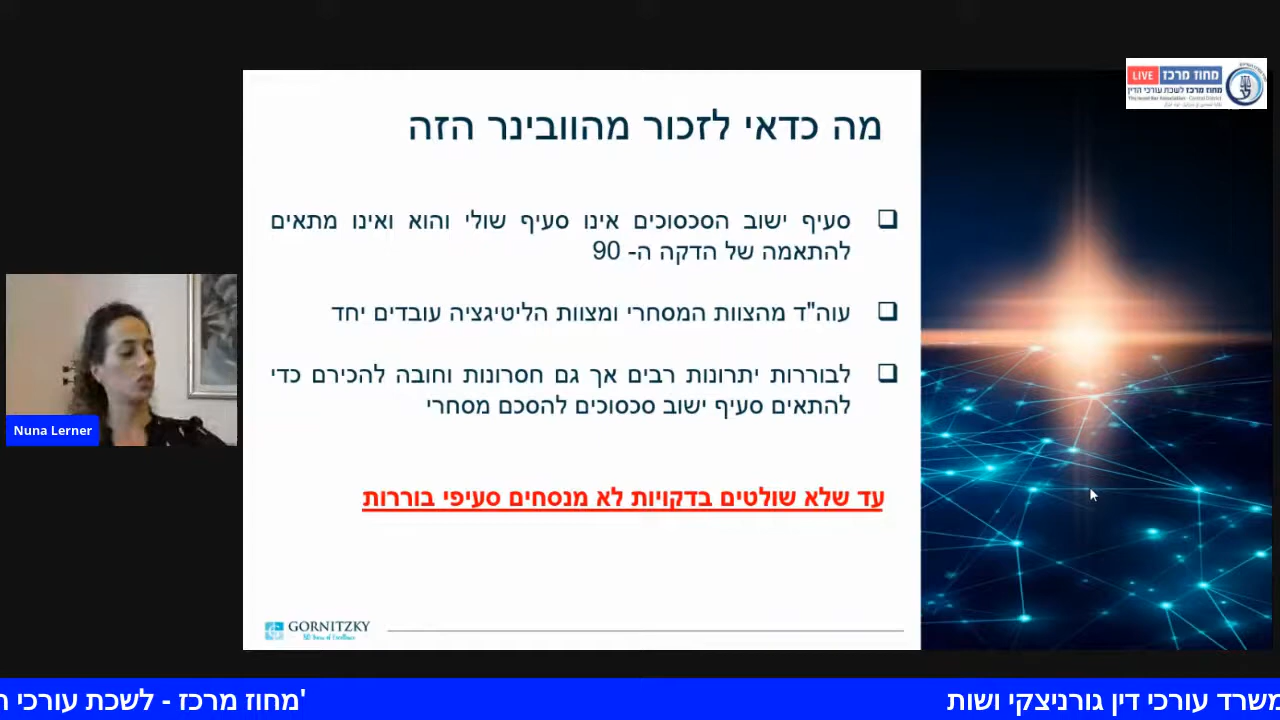 LIVE מחוז מרכז
מחוז מרכז לשכת עורכי הדין
מה כדאי לזכור מהוובינר הזה
סעיף ישוב הסכסוכים אינו סעיף שולי והוא ואינו מתאים
להתאמה של הדקה ה- 90
עוה"ד מהצוות המסחרי ומצוות הליטיגציה עובדים יחד
לבוררות יתרונות רבים אך גם חסרונות וחובה להכירם כדי
להתאים סעיף ישוב סכסוכים להסכם מסחרי
עד שלא שולטים בדקויות לא מנסחים סעיפי בוררות
Nuna Lerner
GORNITZKY
משרד עורכי דין גורניצקי ושות
'מחוז מרכז - לשכת עורכי ה